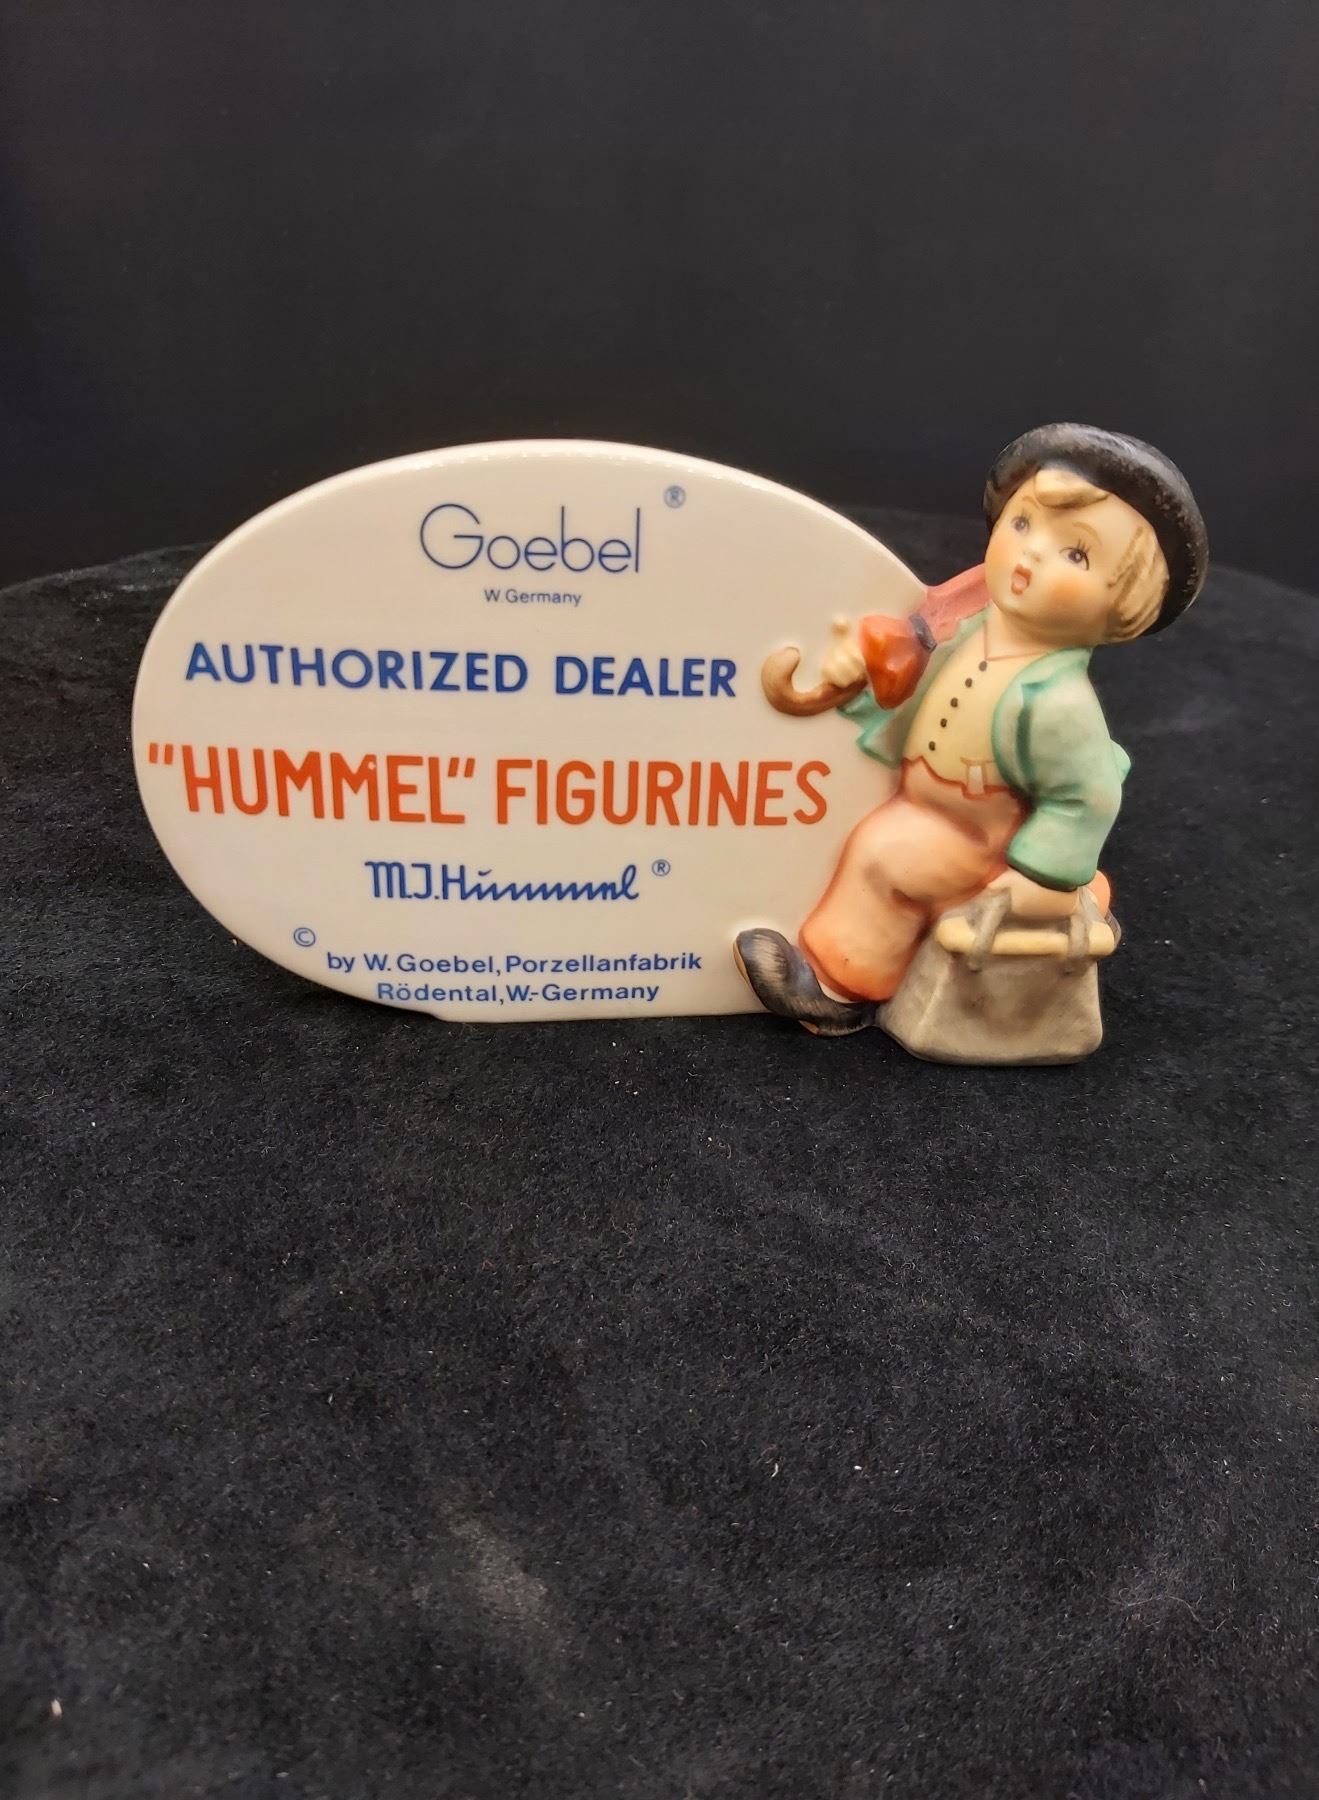 Goebel ®
W. Germany
AUTHORIZED DEALER
"HUMMEL" FIGURINES
M.J.Hummel ®
©
by W. Goebel, Porzellanfabrik
Rödental, W.-Germany